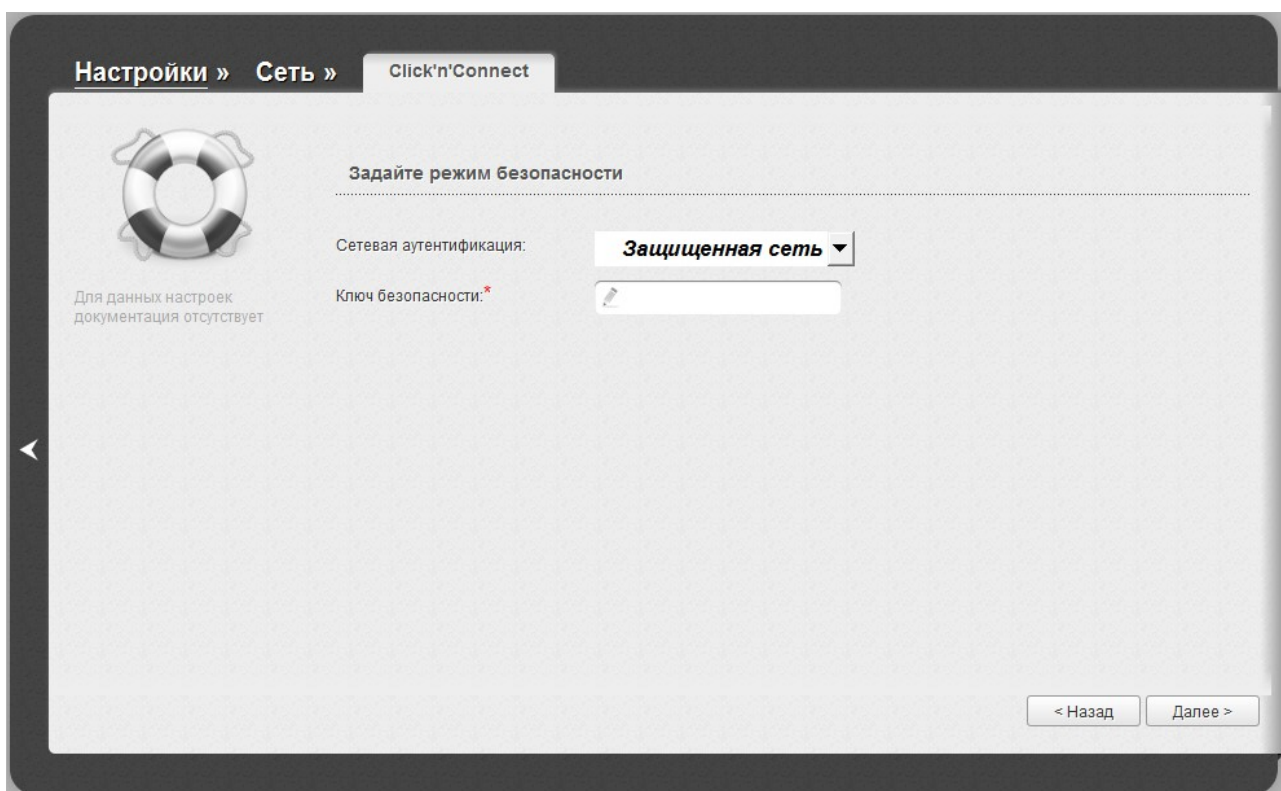 Настройки » Сеть » Click'n'Connect
Задайте режим безопасности
Сетевая аутентификация: Защищенная сеть
Ключ безопасности:*
Для данных настроек
документация отсутствует
< Назад Далее >